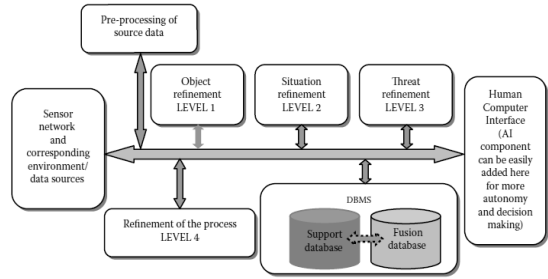 Pre-processing of
source data
Object
refinement
LEVEL 1
Situation
refinement
LEVEL 2
Threat
refinement
LEVEL 3
Sensor
network
and
corresponding
environment/
data sources
Human
Computer
Interface
(AI
component
can be easily
added here
for more
autonomy
and decision
making)
Refinement of the process
LEVEL 4
DBMS
Support
database
Fusion
database